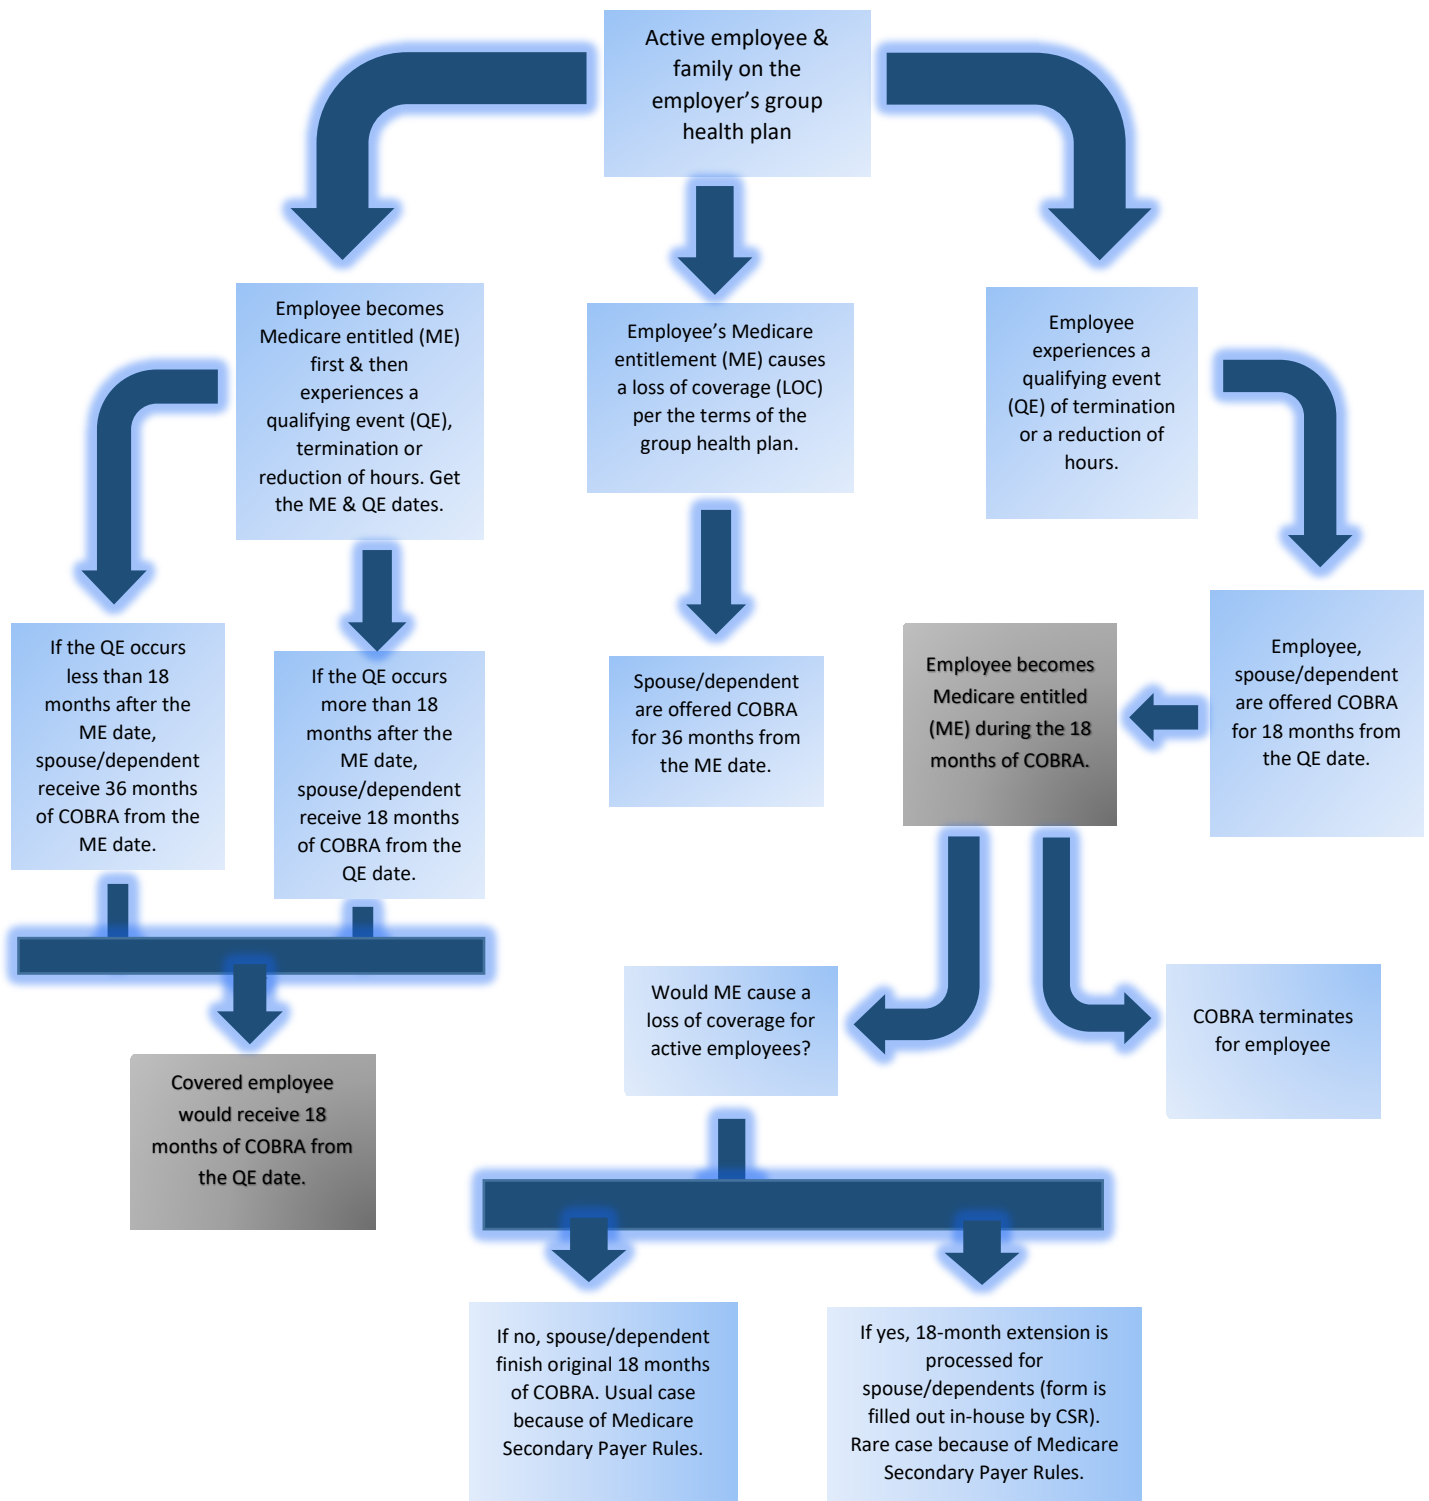 Active employee &
family on the
employer’s group
health plan
Employee becomes
Medicare entitled (ME)
first & then
experiences a
qualifying event (QE),
termination or
reduction of hours. Get
the ME & QE dates.
Employee’s Medicare
entitlement (ME) causes
a loss of coverage (LOC)
per the terms of the
group health plan.
Employee
experiences a
qualifying event
(QE) of termination
or a reduction of
hours.
If the QE occurs
less than 18
months after the
ME date,
spouse/dependent
receive 36 months
of COBRA from the
ME date.
If the QE occurs
more than 18
months after the
ME date,
spouse/dependent
receive 18 months
of COBRA from the
QE date.
Spouse/dependent
are offered COBRA
for 36 months from
the ME date.
Employee becomes
Medicare entitled
(ME) during the 18
months of COBRA.
Employee,
spouse/dependent
are offered COBRA
for 18 months from
the QE date.
Would ME cause a
loss of coverage for
active employees?
COBRA terminates
for employee
Covered employee
would receive 18
months of COBRA from
the QE date.
If no, spouse/dependent
finish original 18 months
of COBRA. Usual case
because of Medicare
Secondary Payer Rules.
If yes, 18-month extension is
processed for
spouse/dependents (form is
filled out in-house by CSR).
Rare case because of Medicare
Secondary Payer Rules.